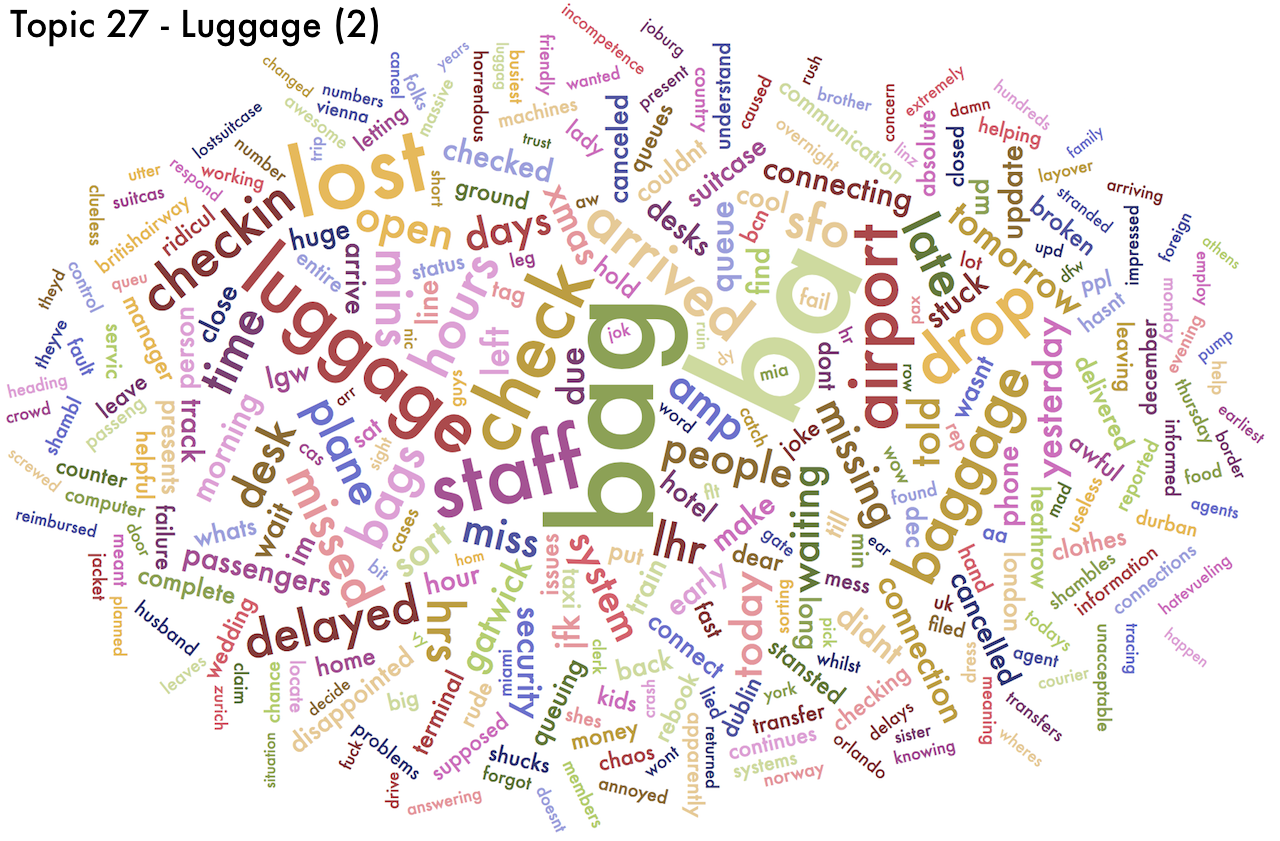 Topic 27 - Luggage (2)
incompetence
joburg
years
friendly
busiest
luggag
horrendous
cancel
folks
changed
numbers
vienna
awesome
massive
letting
trip
wanted
machines
trust
present
country
understand
caused
rush
brother
communication
concern
extremely
damn
hundreds
helping
family
lostsuitcase
number
working
respond
utter
suitcas
clueless
britishairway
ridicul
queu
checkin
lost
short
checked
ground
lady
canceled
queues
couldnt
suitcase
overnight
linz
absolute
closed
connecting
update
layover
arriving
stranded
broken
upd
impressed
foreign
athens
theyd
control
huge
entire
open
days
arrive
status
leg
xmas
aw
arrived
desks
queue
cool
bcn
find
sfo
late
lot
stuck
tomorrow
md
dfw
ppl
hasnt
monday
employ
evening
pump
help
theyve
fault
servic
manager
close
person
time
luggage
mins
line
hours
tag
left
hold
check
jok
bag
ba
fail
mia
ruin
dy
hr
airport
pax
row
drop
wasnt
yesterday
leaving
december
delivered
thursday
earliest
border
heading
crowd
shambl
leave
passeng
presents
track
lgw
arr
nic
guys
due
amp
word
catch
dont
joke
missing
told
rep
baggage
phone
awful
reported
informed
food
agents
screwed
counter
computer
helpful
morning
desk
cas
plane
sat
sight
bags
staff
people
hotel
flt
wow
found
dec
aa
mad
heathrow
useless
durban
clothes
reimbursed
door
failure
whats
wait
im
missed
cases
sort
miss
hom
lhr
make
gate
dear
waiting
till
min
ear
hand
london
shambles
information
connections
hatevueling
jacket
meant
planned
complete
passengers
bit
hour
issues
system
put
train
early
fast
today
sorting
mess
guol
pick
didnt
connection
uk
filed
cancelled
todays
courier
unacceptable
tracing
happen
husband
wedding
delayed
hrs
vy
gatwick
security
taxi
jfk
clerk
connect
stansted
whilst
press
agent
leaves
zurich
claim
chance
locate
home
disappointed
decide
big
terminal
rude
miami
queuing
back
kids
crash
rebook
lied
dublin
york
transfer
checking
delays
meaning
transfers
wheres
situation
fuck
problems
supposed
shucks
shes
money
chaos
wont
returned
apparently
continues
systems
norway
orlando
sister
knowing
drive
answering
forgot
doesnt
members
annoyed